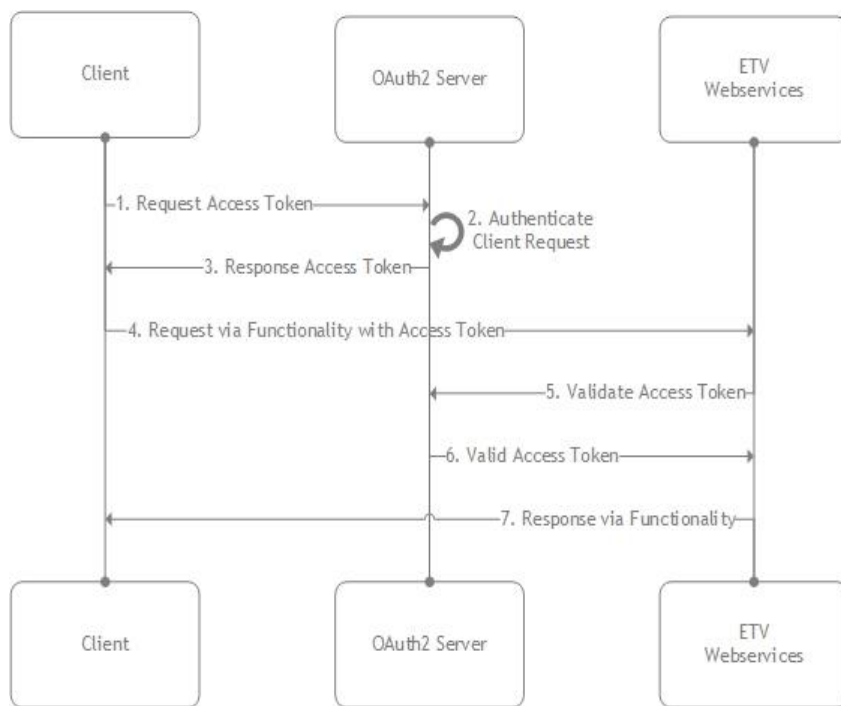 Client
OAuth2 Server
ETV
Webservices
1. Request Access Token
2. Authenticate
Client Request
3. Response Access Token
4. Request via Functionality with Access Token
5. Validate Access Token
6. Valid Access Token
7. Response via Functionality
Client
OAuth2 Server
ETV
Webservices